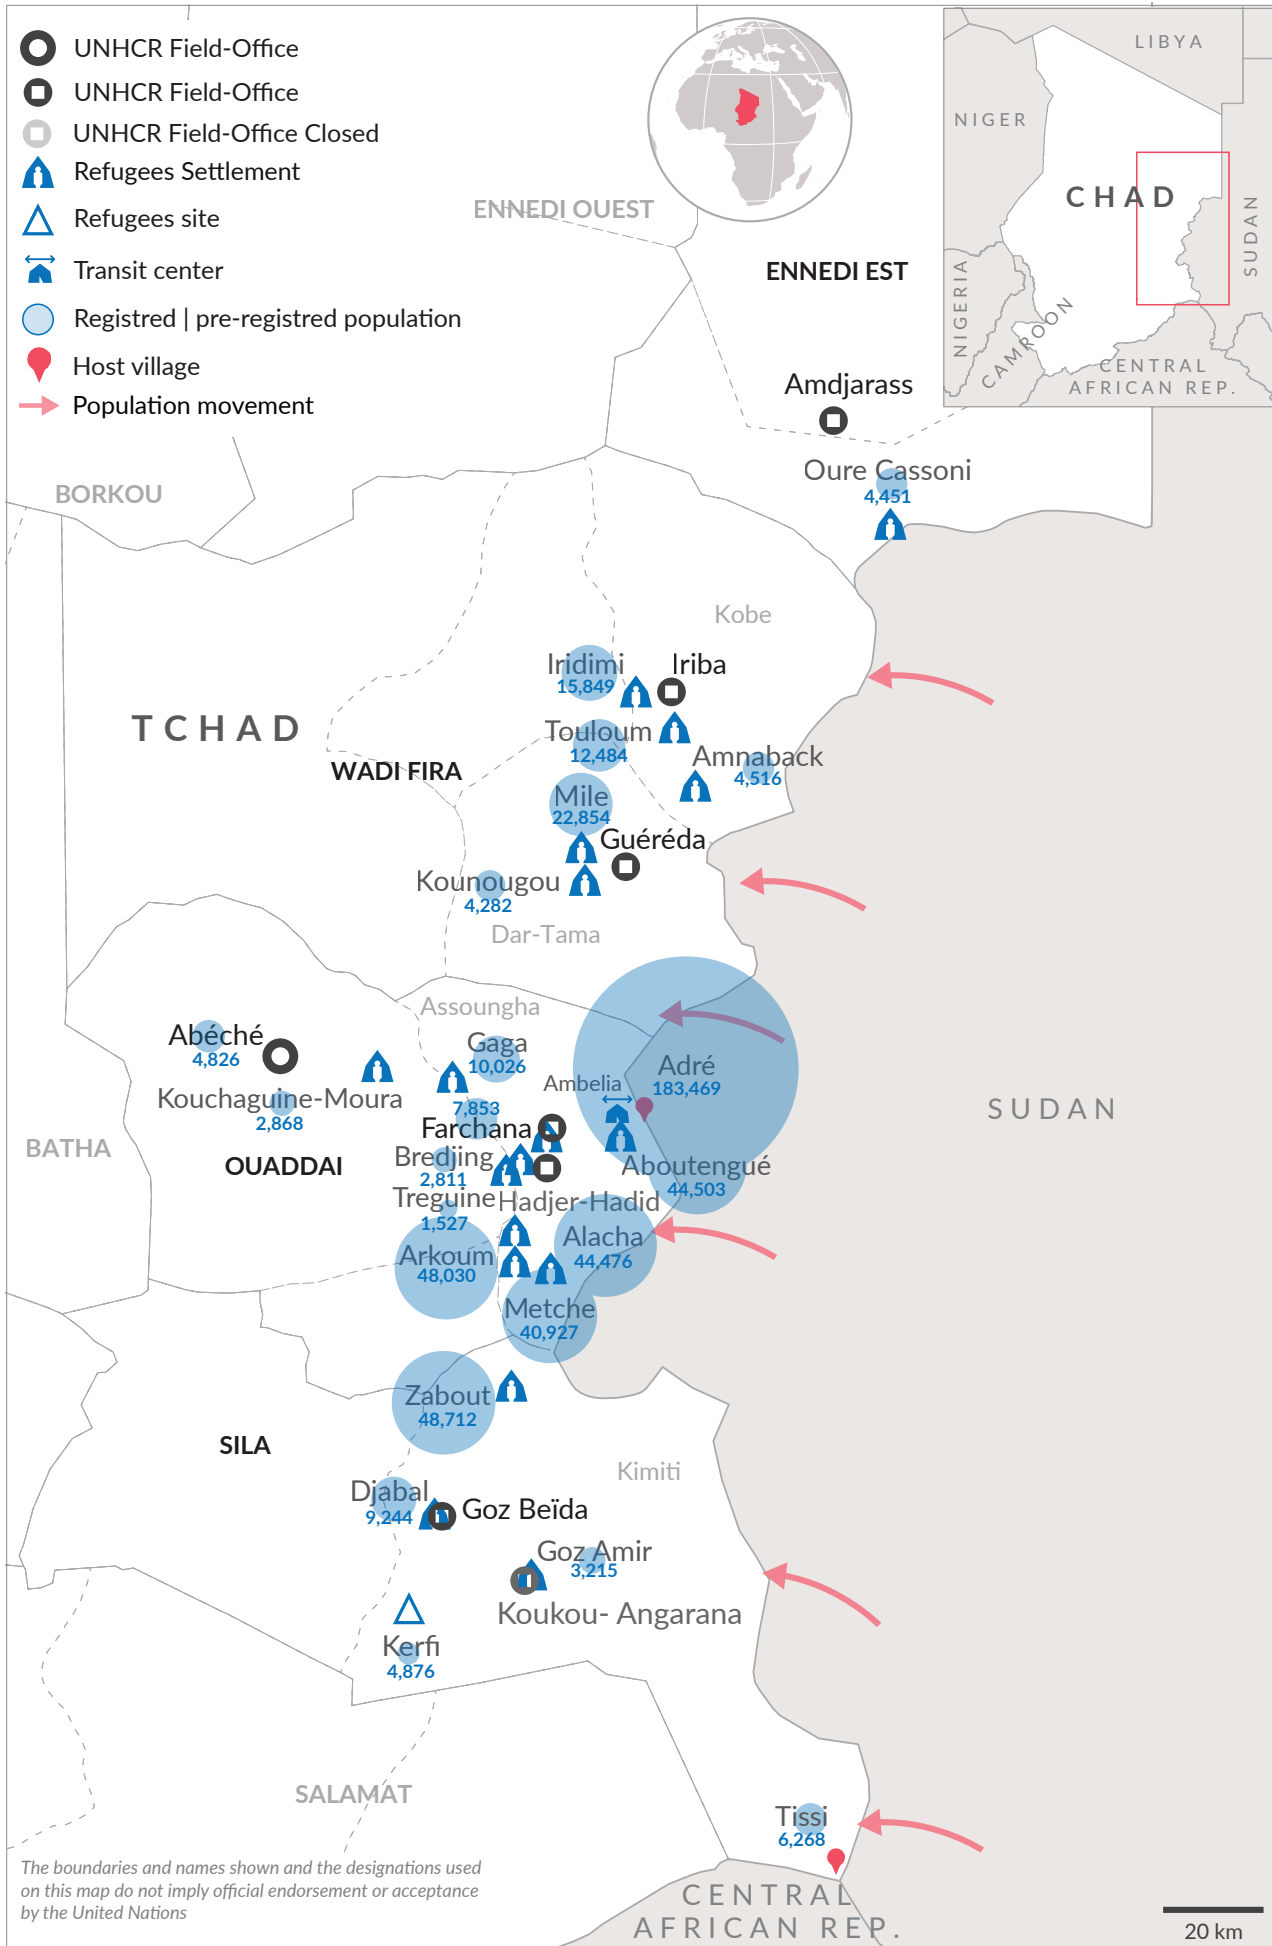 UNHCR Field-Office
UNHCR Field-Office
UNHCR Field-Office Closed
Refugees Settlement
Refugees site
Transit center
Registred | pre-registred population
Host village
Population movement
LIBYA
NIGER
CHAD
SUDAN
NIGERIA
CAMROON
CENTRAL
AFRICAN REP.
ENNEDI OUEST
ENNEDI EST
Amdjarass
Oure Cassoni
4,451
BORKOU
Kobe
Iridimi
15,849
Iriba
TCHAD
Touloum
12,484
WADI FIRA
Amnaback
4,516
Mile
22,854
Guéréda
Kounougou
4,282
Dar-Tama
Assoungha
Abéché
4,826
Gaga
10,026
Adré
183,469
Ambelia
Kouchaguine-Moura
2,868
7,853
Farchana
SUDAN
BATHA
OUADDAI
Bredjing
2,811
Aboutengué
44,503
Treguine
1,527
Hadjer-Hadid
Alacha
44,476
Arkoum
48,030
Metche
40,927
Zabout
48,712
SILA
Kimiti
Djabal
9,244
Goz Beïda
Goz Amir
3,215
Koukou- Angarana
Kerfi
4,876
SALAMAT
Tissi
6,268
The boundaries and names shown and the designations used
on this map do not imply official endorsement or acceptance
by the United Nations
CENTRAL
AFRICAN REP.
20 km